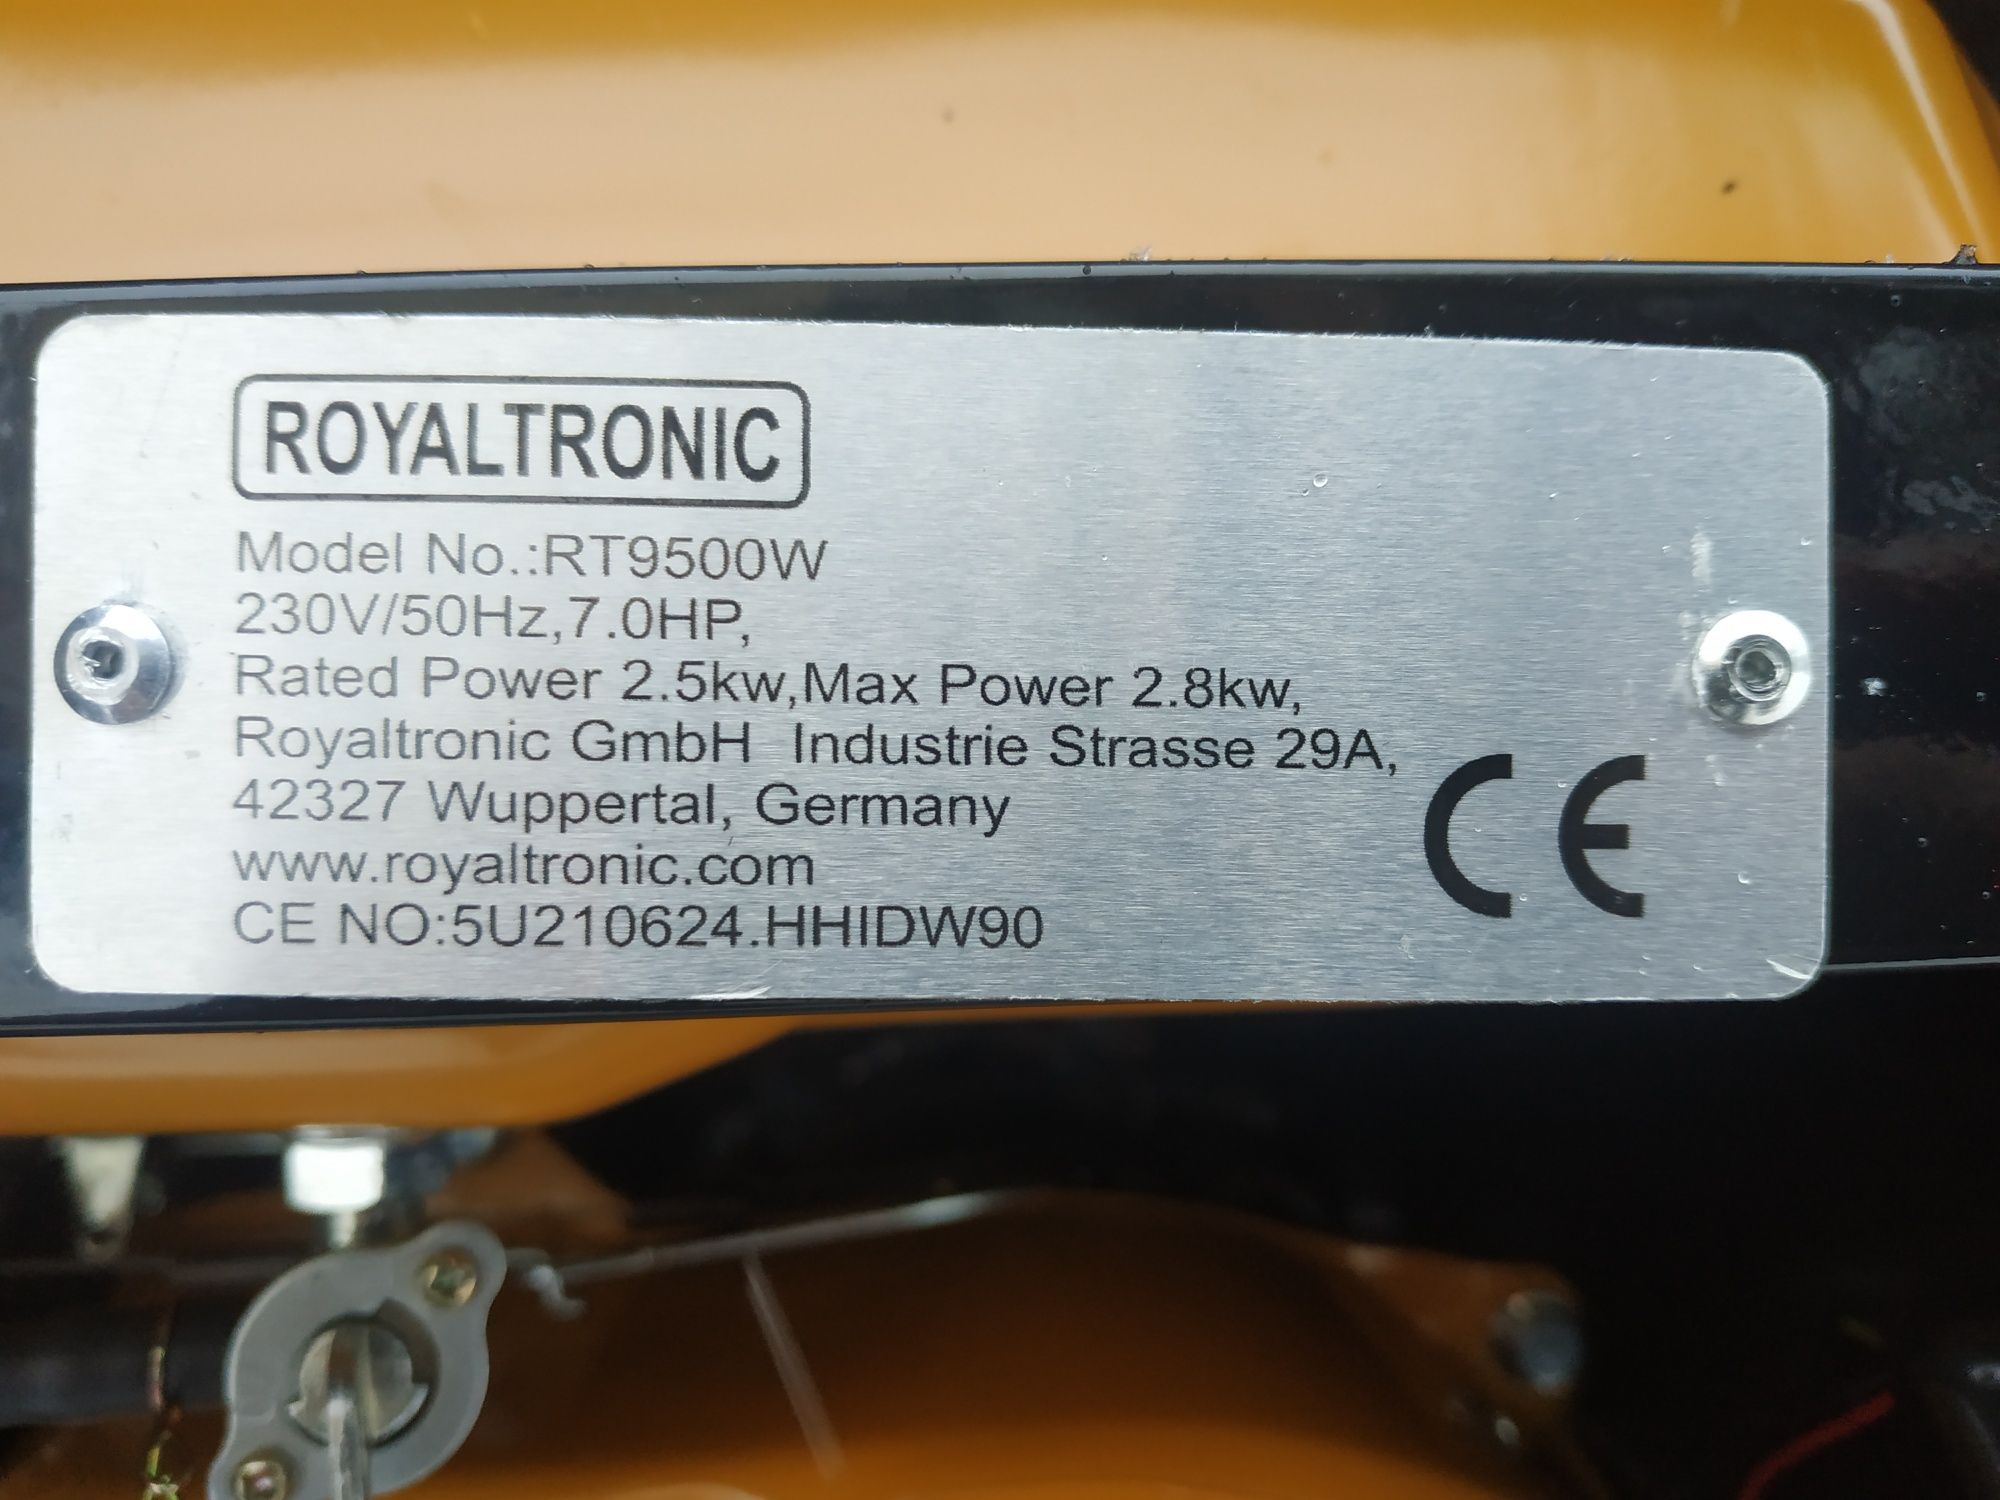 ROYALTRONIC
Model No.:RT9500W
230V/50Hz,7.0HP,
Rated Power 2.5kw,Max Power 2.8kw,
Royaltronic GmbH  Industrie Strasse 29A,
42327 Wuppertal, Germany
www.royaltronic.com
CE NO:5U210624.HHIDW90
CE